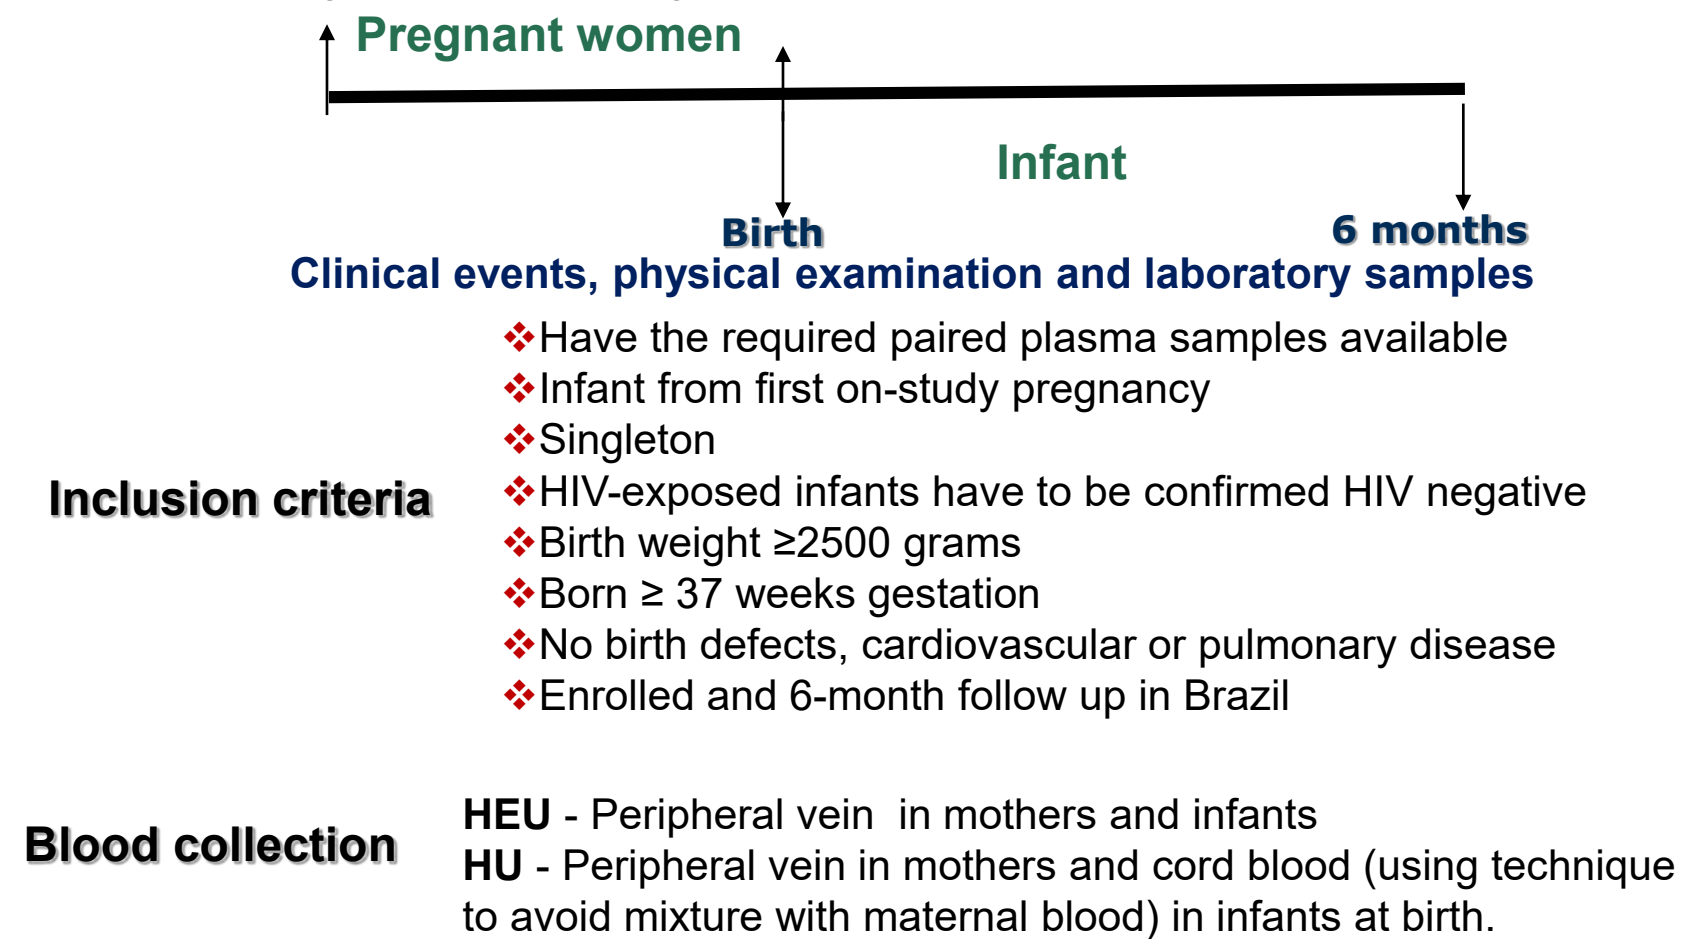 Pregnant women
Infant
Birth
6 months
Clinical events, physical examination and laboratory samples
Inclusion criteria
❖Have the required paired plasma samples available
❖Infant from first on-study pregnancy
❖Singleton
❖HIV-exposed infants have to be confirmed HIV negative
❖Birth weight ≥2500 grams
❖Born ≥ 37 weeks gestation
❖No birth defects, cardiovascular or pulmonary disease
❖Enrolled and 6-month follow up in Brazil
Blood collection
HEU - Peripheral vein  in mothers and infants
HU - Peripheral vein in mothers and cord blood (using technique
to avoid mixture with maternal blood) in infants at birth.